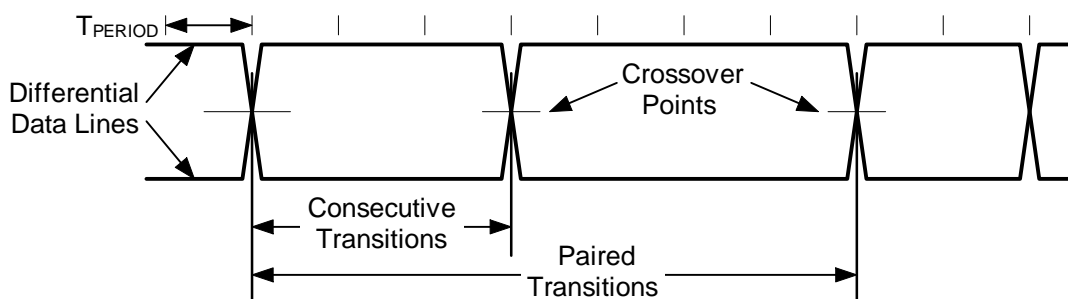 TPERIOD
Differential
Data Lines
Crossover
Points
Consecutive
Transitions
Paired
Transitions